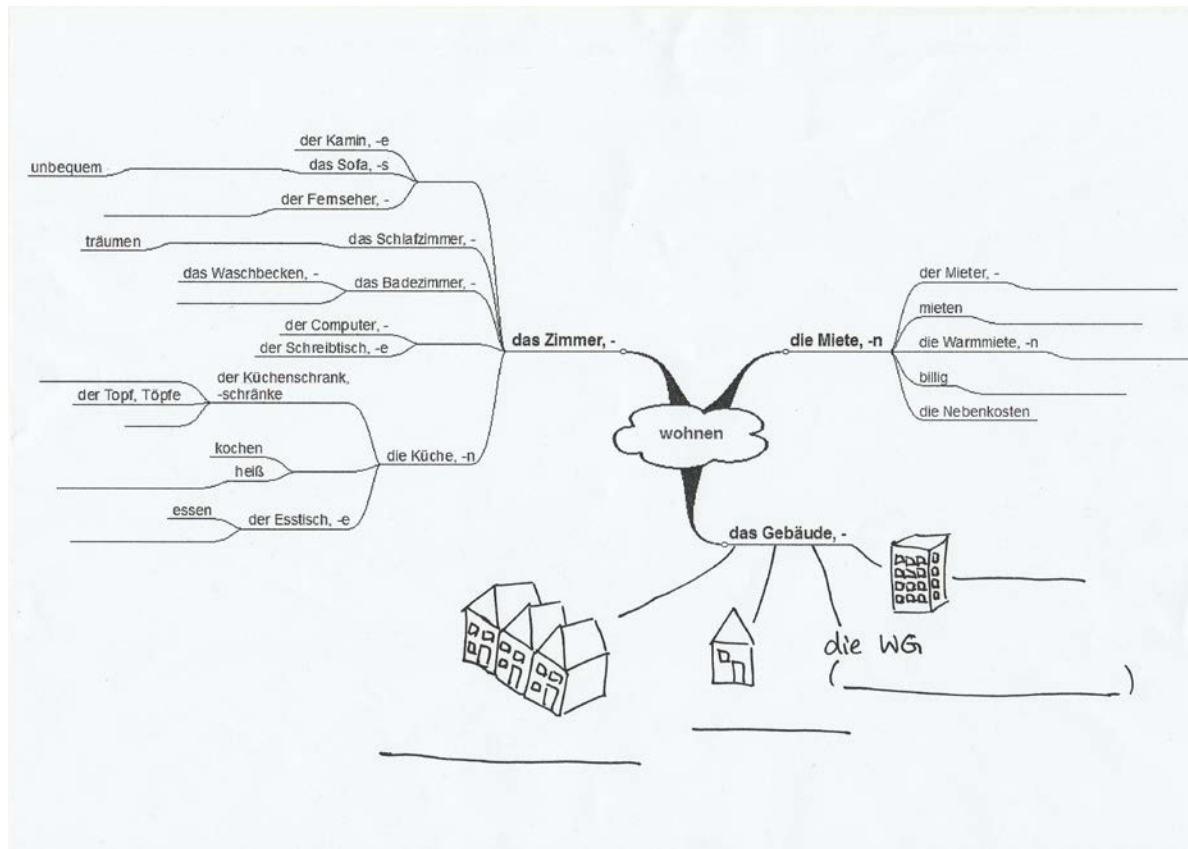 der Kamin, -e
unbequem
das Sofa, -s
der Fernseher, -
träumen
das Schlafzimmer, -
das Waschbecken, -
das Badezimmer, -
der Computer, -
der Schreibtisch, -e
das Zimmer, -
der Küchenschrank,
-schränke
der Topf, Töpfe
kochen
heiß
die Küche, -n
essen
der Esstisch, -e
wohnen
die Miete, -n
der Mieter, -
mieten
die Warmmiete, -n
billig
die Nebenkosten
das Gebäude, -
die WG
( )